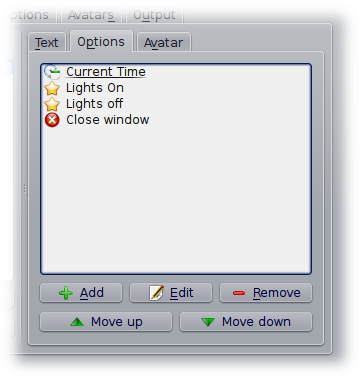 ptions Avatars Output
Text Options Avatar
Current Time
Lights On
Lights off
Close window
Add Edit Remove
Move up Move down